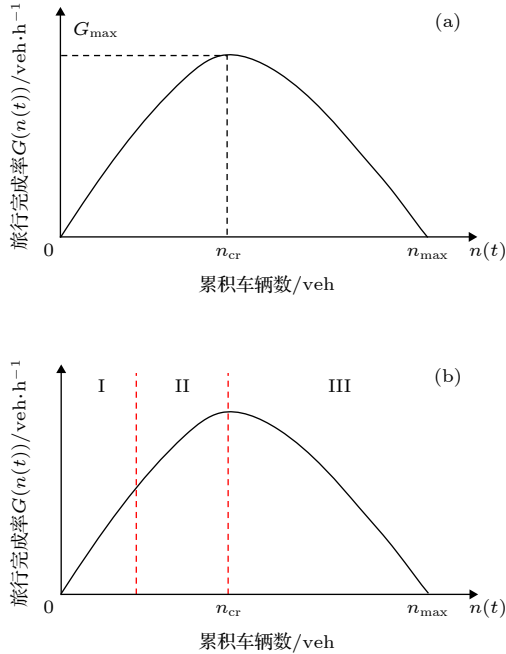 (a)
G_max
旅行完成率G(n(t))/veh·h⁻¹
0
n_cr
n_max
n(t)
累积车辆数/veh
(b)
I
II
III
旅行完成率G(n(t))/veh·h⁻¹
0
n_cr
n_max
n(t)
累积车辆数/veh